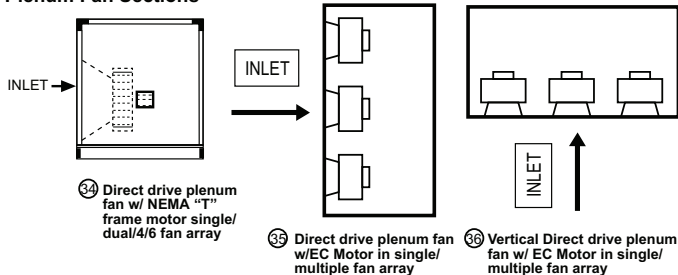 Plenum Fan Sections
INLET
INLET
INLET
34 Direct drive plenum
fan w/ NEMA “T”
frame motor single/
dual/4/6 fan array
35 Direct drive plenum fan
w/EC Motor in single/
multiple fan array
36 Vertical Direct drive plenum
fan w/ EC Motor in single/
multiple fan array